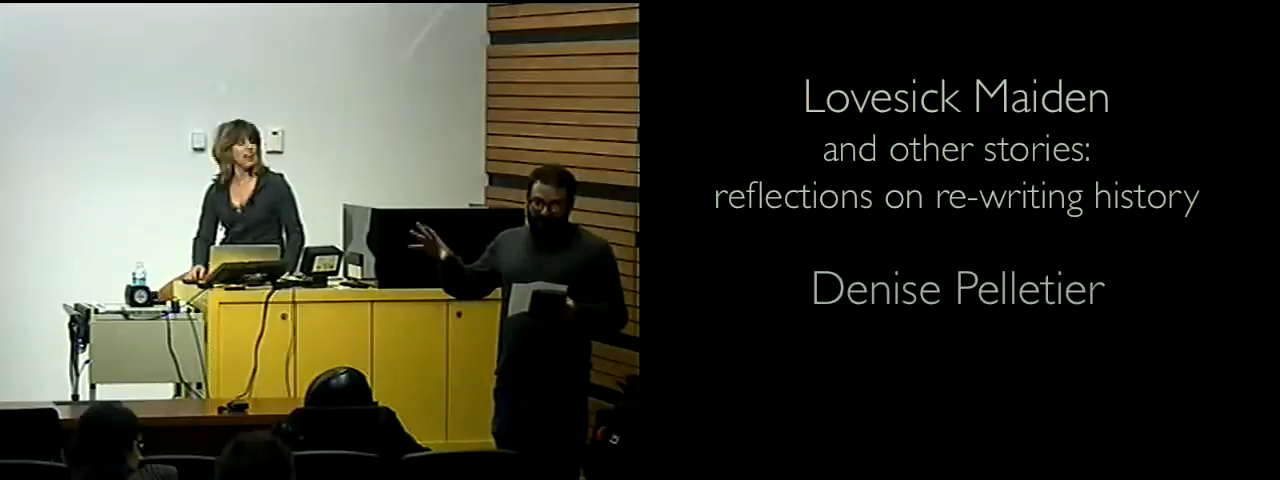 Lovesick Maiden
and other stories:
reflections on re-writing history
Denise Pelletier